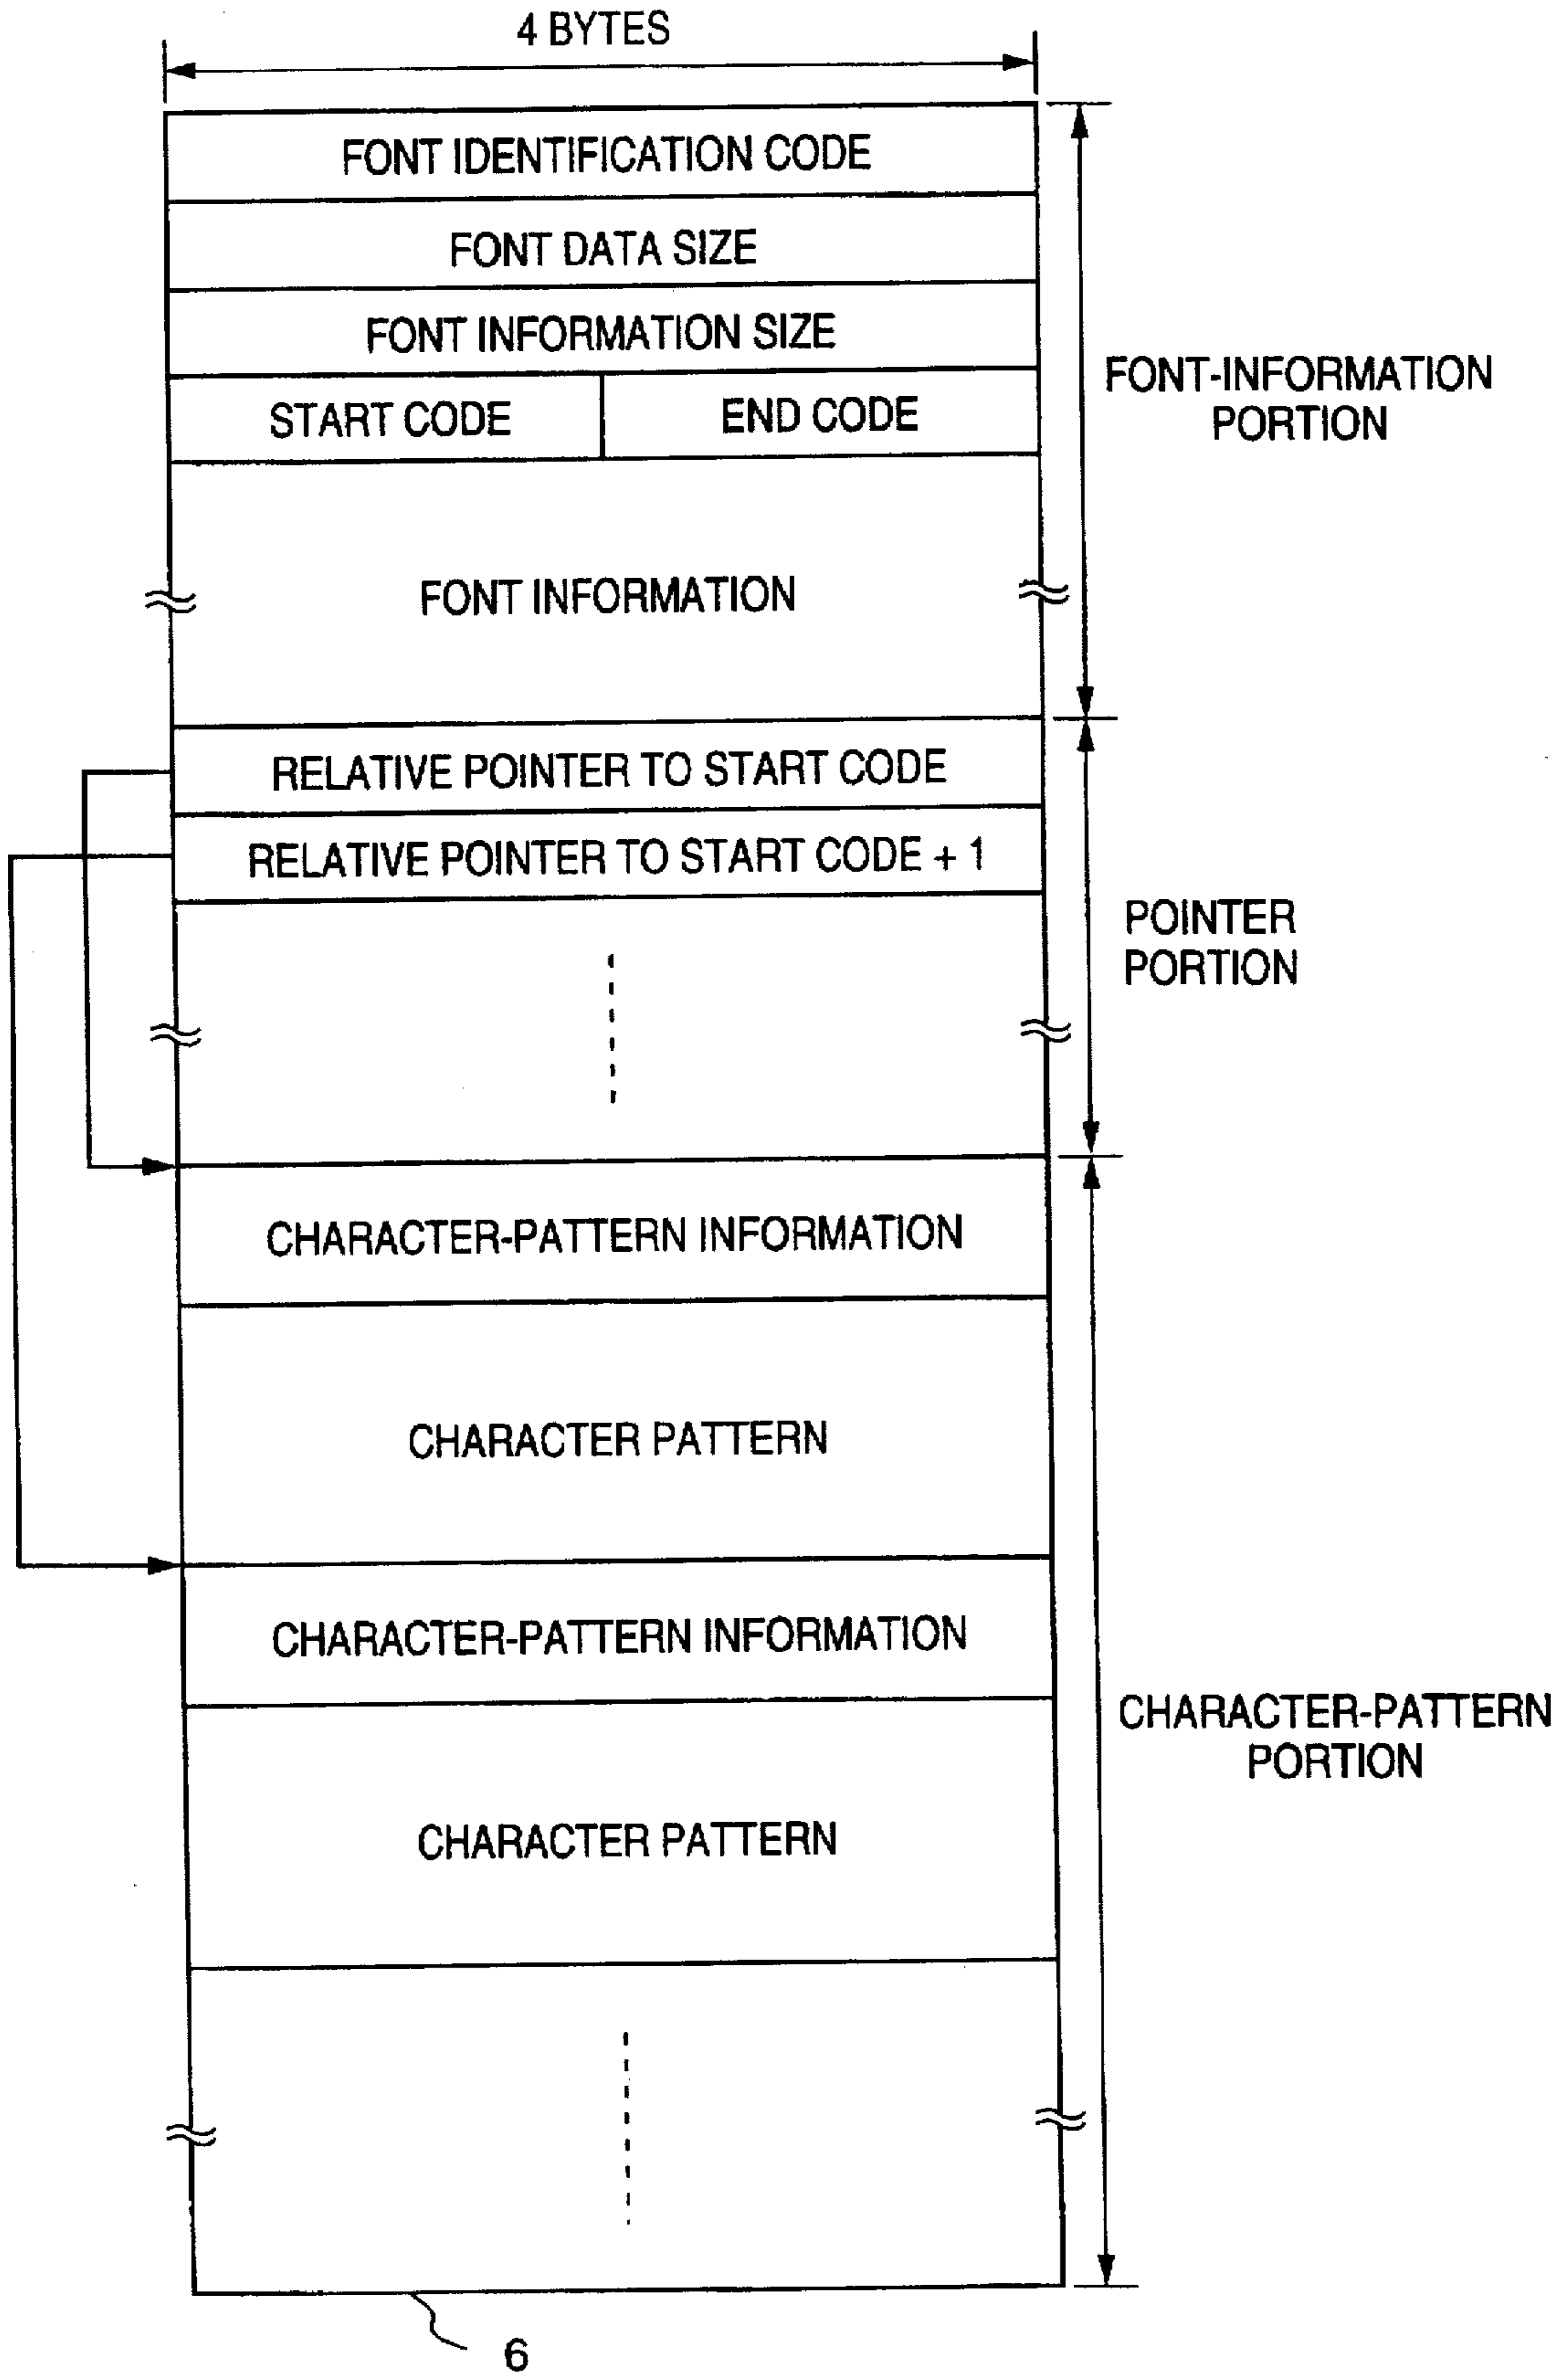 4 BYTES
FONT IDENTIFICATION CODE
FONT DATA SIZE
FONT INFORMATION SIZE
START CODE
END CODE
FONT INFORMATION
FONT-INFORMATION
PORTION
RELATIVE POINTER TO START CODE
RELATIVE POINTER TO START CODE + 1
POINTER
PORTION
CHARACTER-PATTERN INFORMATION
CHARACTER PATTERN
CHARACTER-PATTERN INFORMATION
CHARACTER PATTERN
CHARACTER-PATTERN
PORTION
6